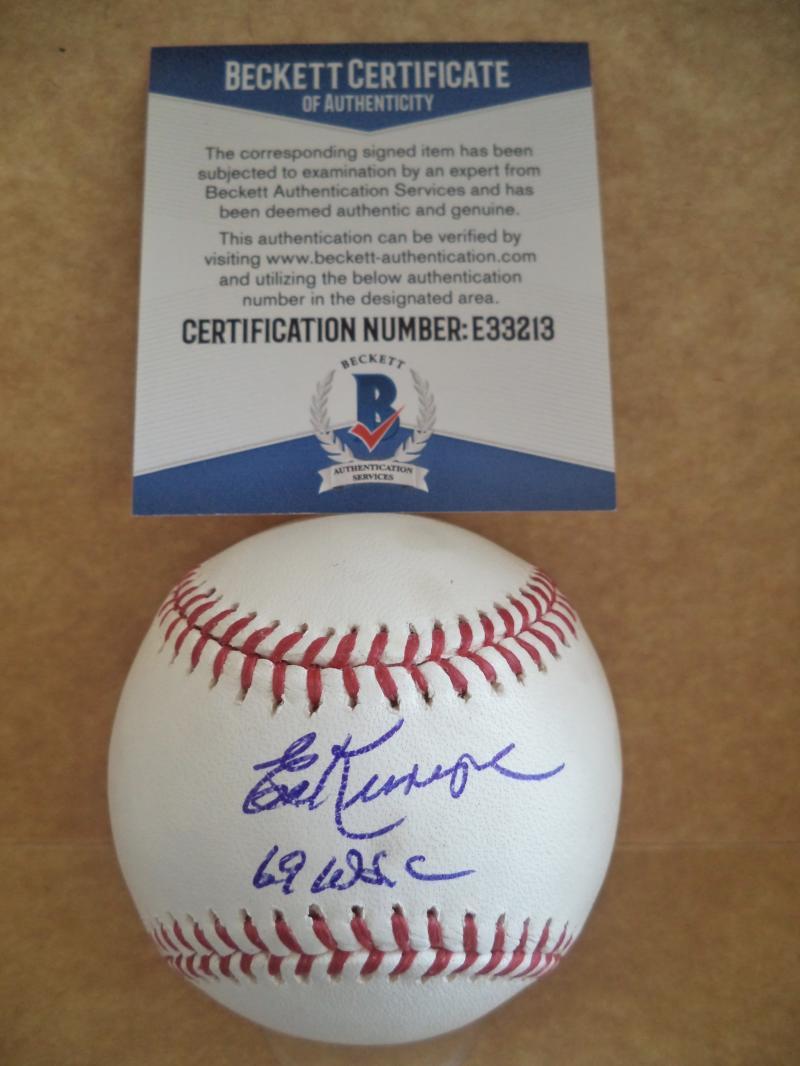 BECKETT CERTIFICATE
OF AUTHENTICITY
The corresponding signed item has been
subjected to examination by an expert from
Beckett Authentication Services and has
been deemed authentic and genuine.
This authentication can be verified by
visiting www.beckett-authentication.com
and utilizing the below authentication
number in the designated area.
CERTIFICATION NUMBER: E33213
BECKETT
B
AUTHENTICATION
SERVICES
Ed Kranepool
69 W.S.C